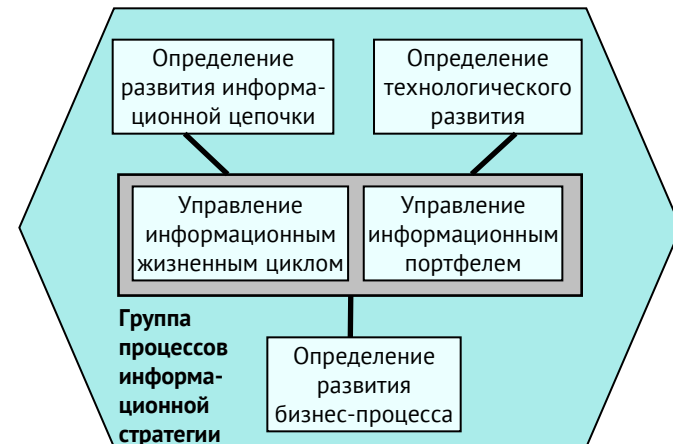 Определение
развития информа-
ционной цепочки
Определение
технологического
развития
Управление
информационным
жизненным циклом
Управление
информационным
портфелем
Группа
процессов
информа-
ционной
стратегии
Определение
развития
бизнес-процесса